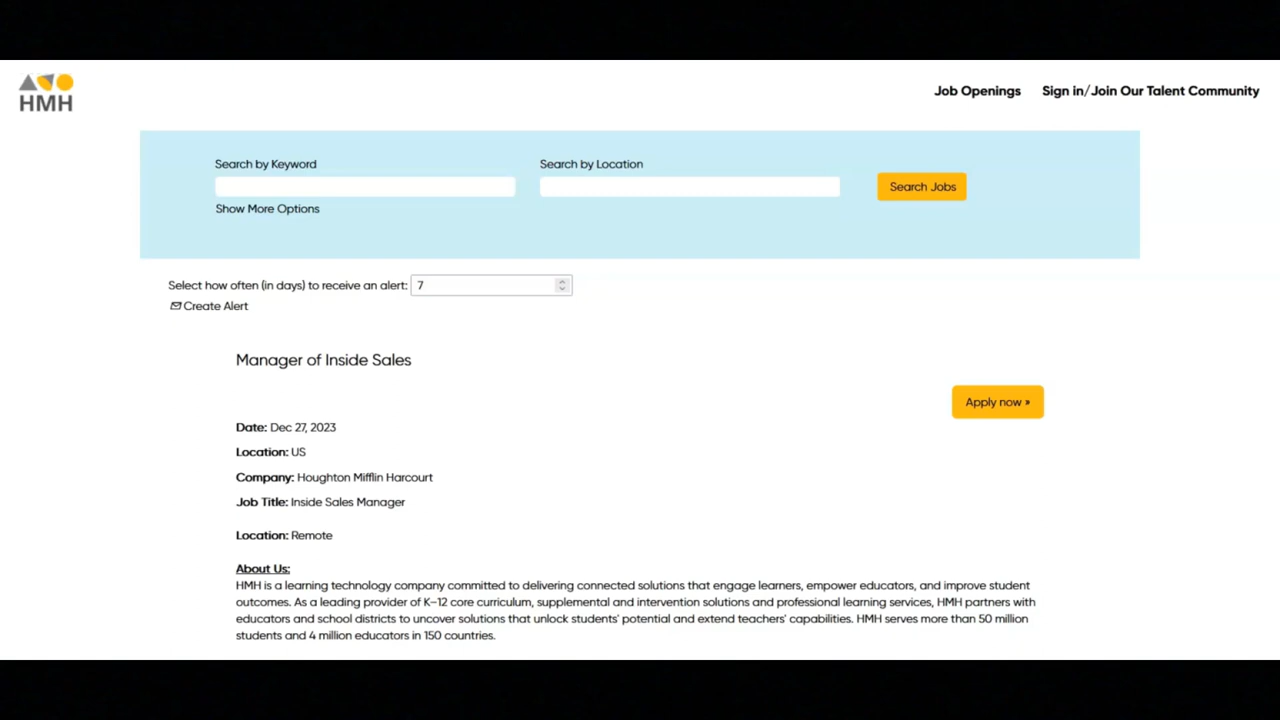 HMH
Job Openings
Sign in/Join Our Talent Community
Search by Keyword
Search by Location
Search Jobs
Show More Options
Select how often (in days) to receive an alert: 7
Create Alert
Manager of Inside Sales
Apply now »
Date: Dec 27, 2023
Location: US
Company: Houghton Mifflin Harcourt
Job Title: Inside Sales Manager
Location: Remote
About Us:
HMH is a learning technology company committed to delivering connected solutions that engage learners, empower educators, and improve student
outcomes. As a leading provider of K–12 core curriculum, supplemental and intervention solutions and professional learning services, HMH partners with
educators and school districts to uncover solutions that unlock students' potential and extend teachers' capabilities. HMH serves more than 50 million
students and 4 million educators in 150 countries.